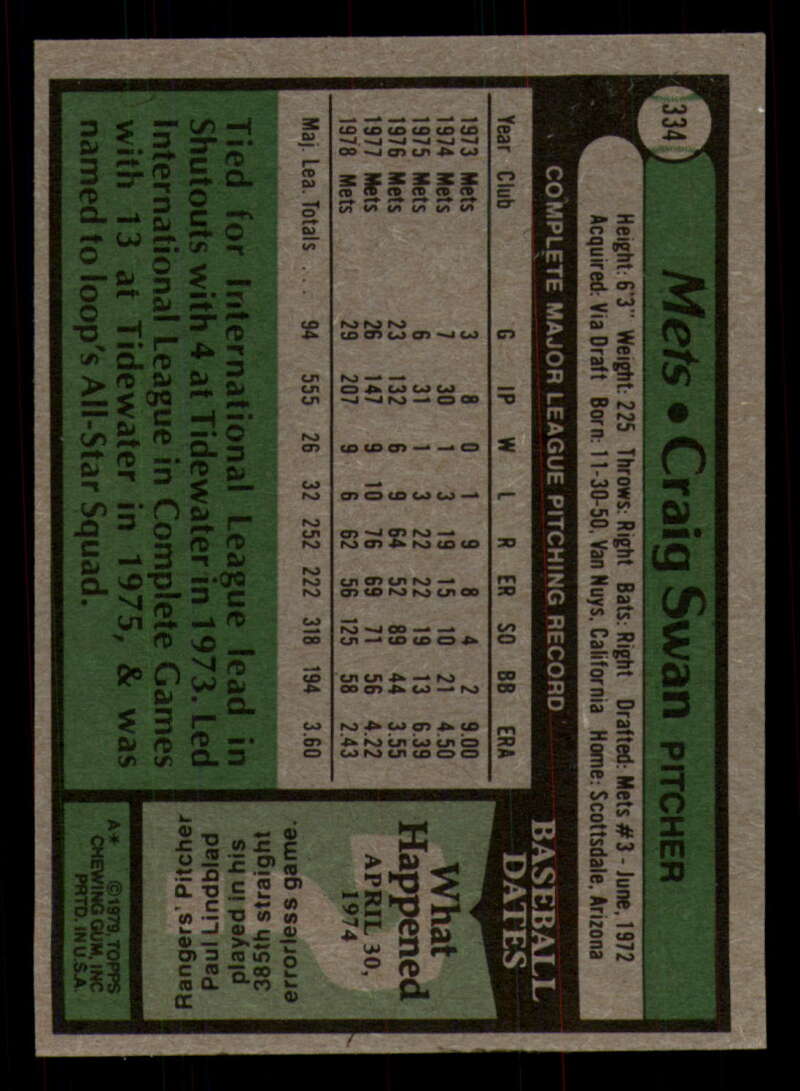 334
Mets • Craig Swan PITCHER
Height: 6'3" Weight: 225 Throws: Right Bats: Right Drafted: Mets #3 - June, 1972
Acquired: Via Draft Born: 11-30-50, Van Nuys, California Home: Scottsdale, Arizona
COMPLETE MAJOR LEAGUE PITCHING RECORD
Year Club G IP W L R ER SO BB ERA
1973 Mets 3 8 0 1 9 8 4 2 9.00
1974 Mets 7 30 1 3 19 15 10 21 4.50
1975 Mets 6 31 1 3 22 22 19 13 6.39
1976 Mets 23 132 6 9 64 52 89 44 3.55
1977 Mets 26 147 9 10 76 69 71 56 4.22
1978 Mets 29 207 9 6 62 56 125 58 2.43
Maj. Lea. Totals . . . 94 555 26 32 252 222 318 194 3.60
Tied for International League lead in
Shutouts with 4 at Tidewater in 1973. Led
International League in Complete Games
with 13 at Tidewater in 1975, & was
named to loop's All-Star Squad.
BASEBALL
DATES
What
Happened
APRIL 30,
1974
Rangers' Pitcher
Paul Lindblad
played in his
385th straight
errorless game.
A* ©1979, TOPPS
CHEWING GUM, INC
PRTD. IN U.S.A.